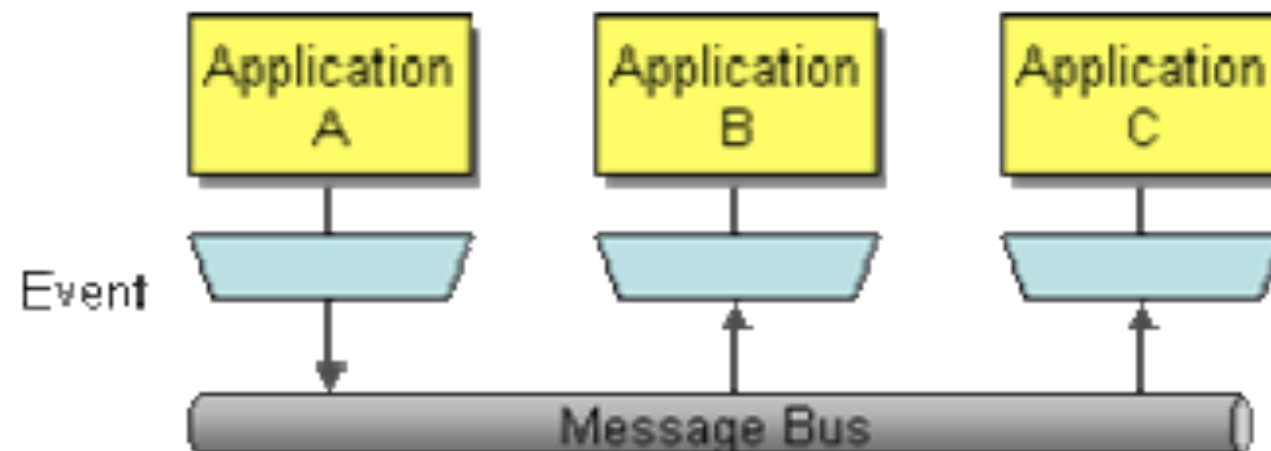 Application
A
Application
B
Application
C
Event
Message Bus